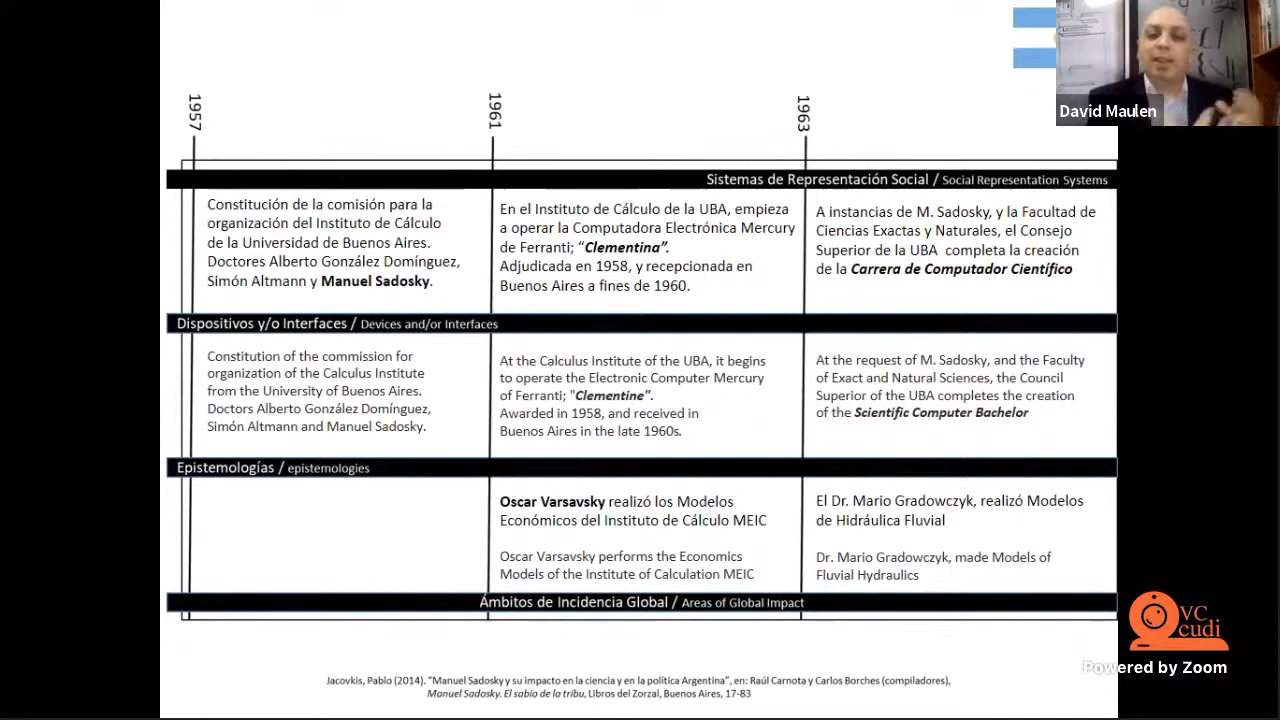 David Maulen
1957
1961
1963
Sistemas de Representación Social / Social Representation Systems
Constitución de la comisión para la
organización del Instituto de Cálculo
de la Universidad de Buenos Aires.
Doctores Alberto González Domínguez,
Simón Altmann y Manuel Sadosky.
En el Instituto de Cálculo de la UBA, empieza
a operar la Computadora Electrónica Mercury
de Ferranti; “Clementina”.
Adjudicada en 1958, y recepcionada en
Buenos Aires a fines de 1960.
A instancias de M. Sadosky, y la Facultad de
Ciencias Exactas y Naturales, el Consejo
Superior de la UBA completa la creación
de la Carrera de Computador Científico
Dispositivos y/o Interfaces / Devices and/or Interfaces
Constitution of the commission for
organization of the Calculus Institute
from the University of Buenos Aires.
Doctors Alberto González Domínguez,
Simón Altmann and Manuel Sadosky.
At the Calculus Institute of the UBA, it begins
to operate the Electronic Computer Mercury
of Ferranti; "Clementine".
Awarded in 1958, and received in
Buenos Aires in the late 1960s.
At the request of M. Sadosky, and the Faculty
of Exact and Natural Sciences, the Council
Superior of the UBA completes the creation
of the Scientific Computer Bachelor
Epistemologías / epistemologies
Oscar Varsavsky realizó los Modelos
Económicos del Instituto de Cálculo MEIC
Oscar Varsavsky performs the Economics
Models of the Institute of Calculation MEIC
El Dr. Mario Gradowczyk, realizó Modelos
de Hidráulica Fluvial
Dr. Mario Gradowczyk, made Models of
Fluvial Hydraulics
Ámbitos de Incidencia Global / Areas of Global Impact
Jacovkis, Pablo (2014). “Manuel Sadosky y su impacto en la ciencia y en la política Argentina”, en: Raúl Carnota y Carlos Borches (compiladores),
Manuel Sadosky. El sabio de la tribu, Libros del Zorzal, Buenos Aires, 17-83
VC
cudi
Powered by Zoom